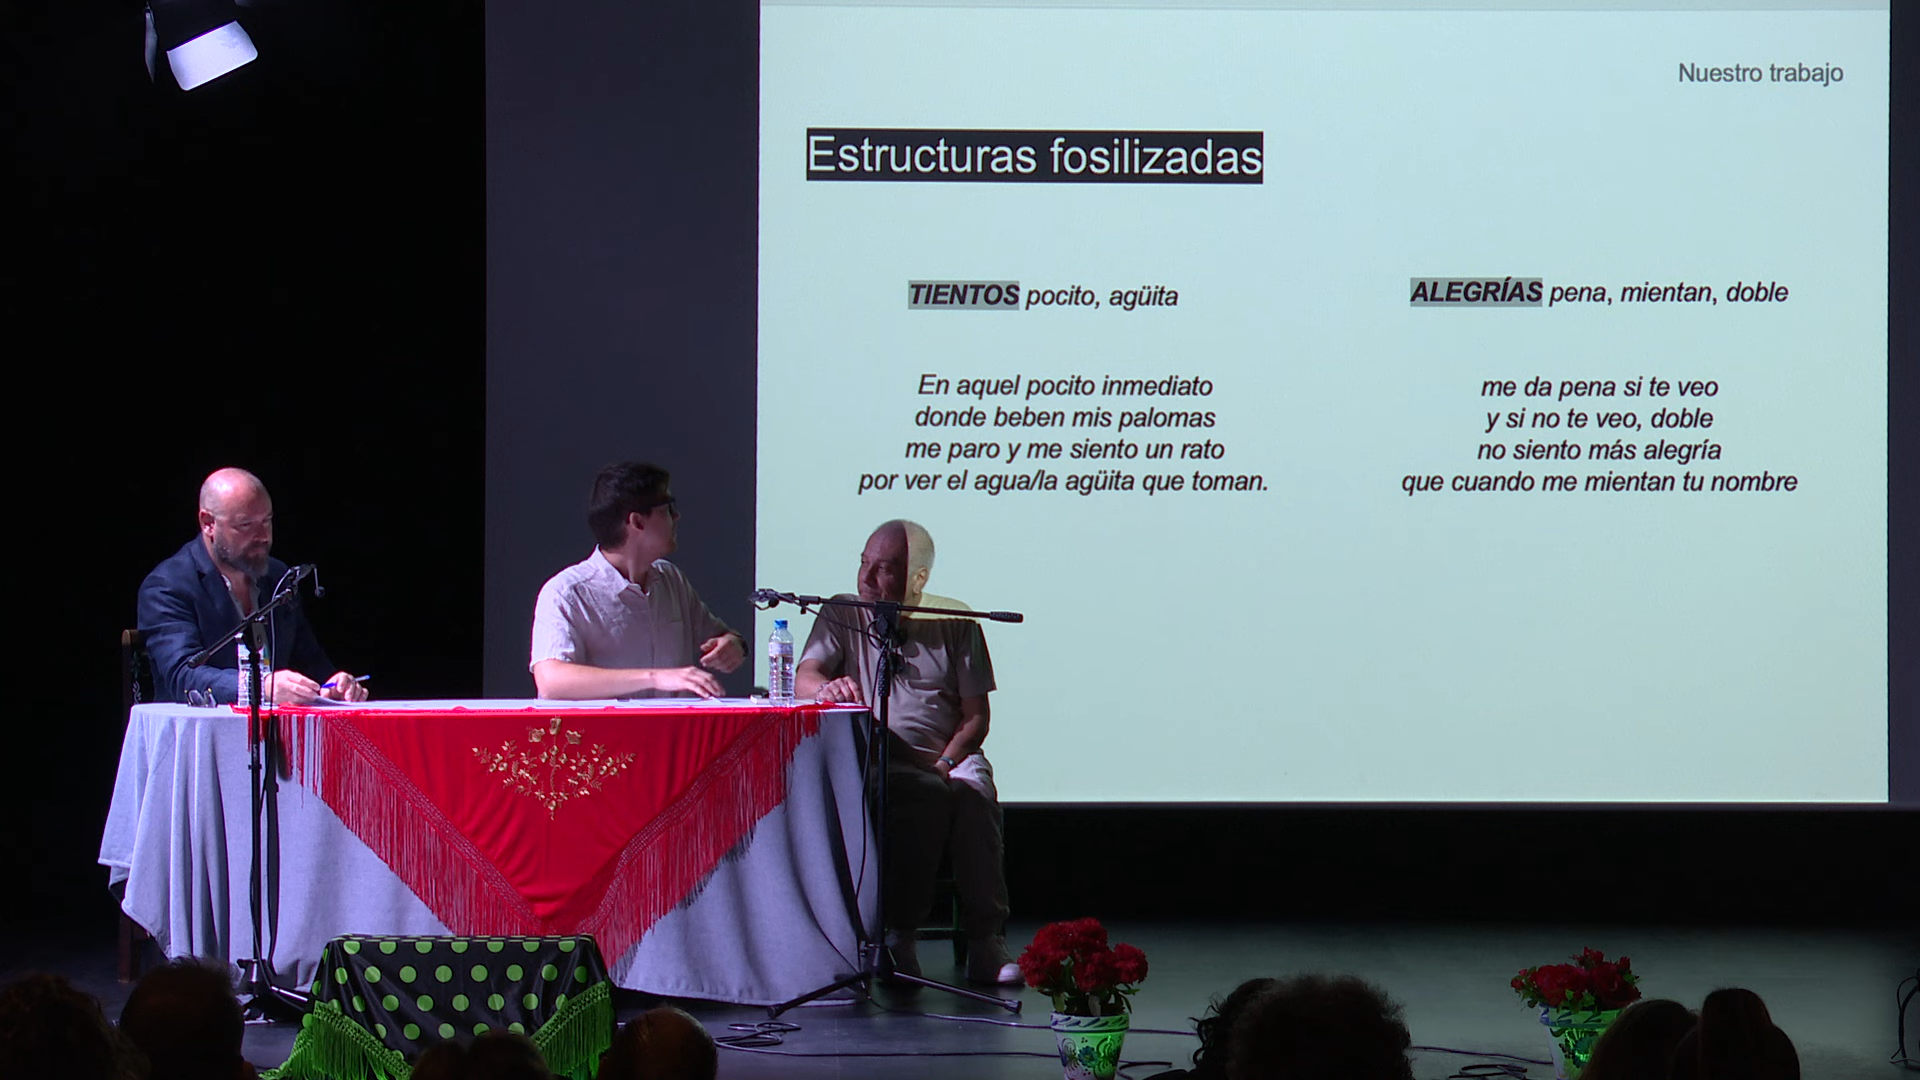 Nuestro trabajo
Estructuras fosilizadas
TIENTOS pocito, agüita
En aquel pocito inmediato
donde beben mis palomas
me paro y me siento un rato
por ver el agua/la agüita que toman.
ALEGRÍAS pena, mientan, doble
me da pena si te veo
y si no te veo, doble
no siento más alegría
que cuando me mientan tu nombre